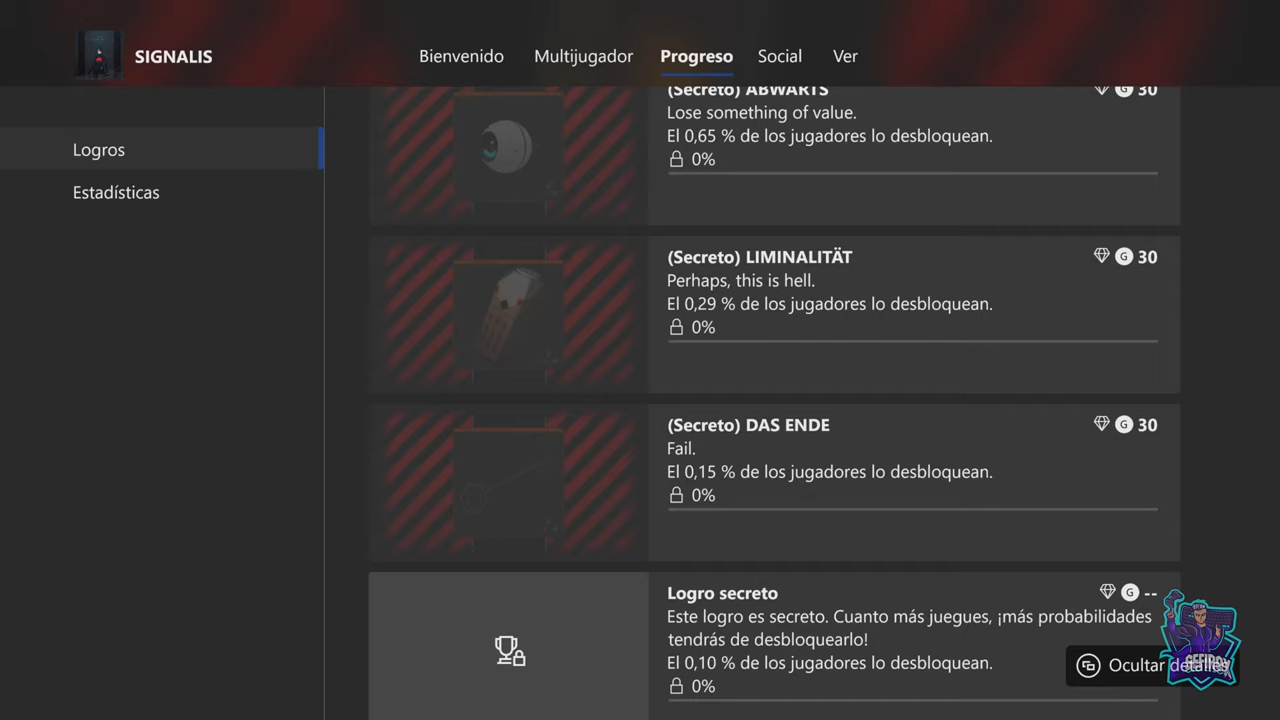 SIGNALIS
Bienvenido
Multijugador
Progreso
Social
Ver
Logros
Estadísticas
(Secreto) ABWÄRTS
G 30
Lose something of value.
El 0,65 % de los jugadores lo desbloquean.
0%
(Secreto) LIMINALITÄT
G 30
Perhaps, this is hell.
El 0,29 % de los jugadores lo desbloquean.
0%
(Secreto) DAS ENDE
G 30
Fail.
El 0,15 % de los jugadores lo desbloquean.
0%
Logro secreto
G --
Este logro es secreto. Cuanto más juegues, ¡más probabilidades
tendrás de desbloquearlo!
El 0,10 % de los jugadores lo desbloquean.
0%
Ocultar detalles